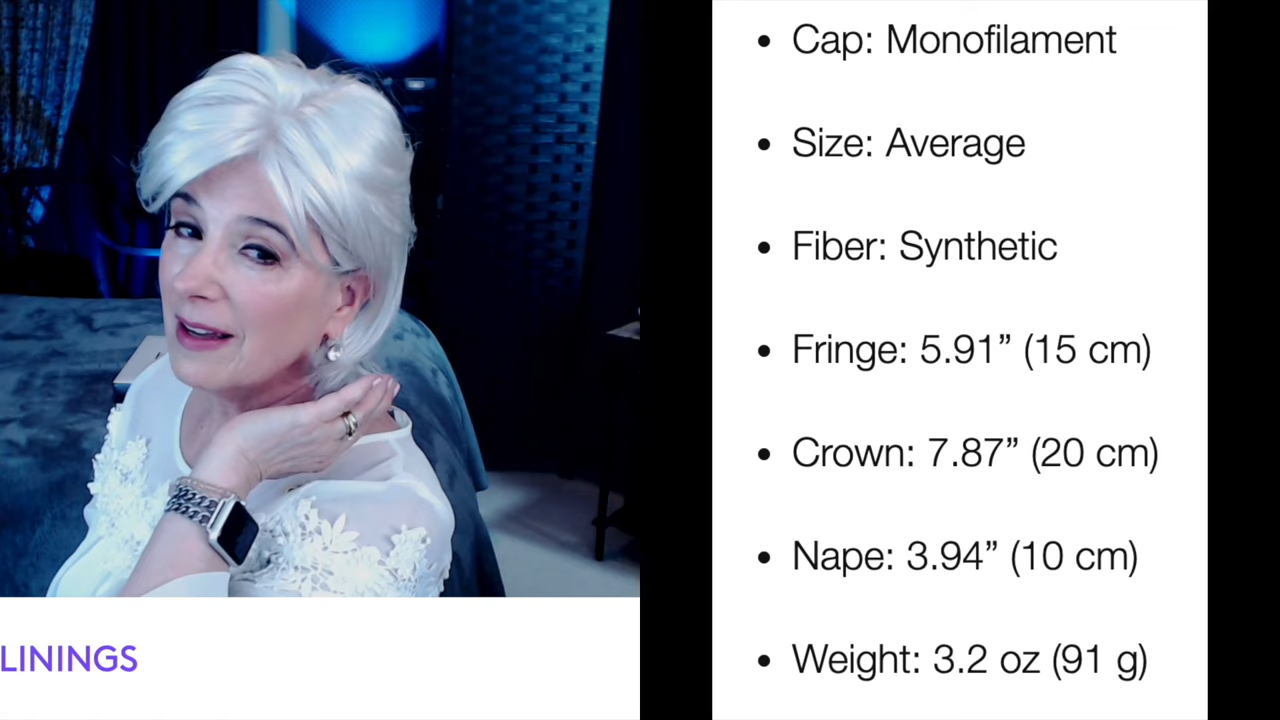 LININGS
• Cap: Monofilament
• Size: Average
• Fiber: Synthetic
• Fringe: 5.91” (15 cm)
• Crown: 7.87” (20 cm)
• Nape: 3.94” (10 cm)
• Weight: 3.2 oz (91 g)